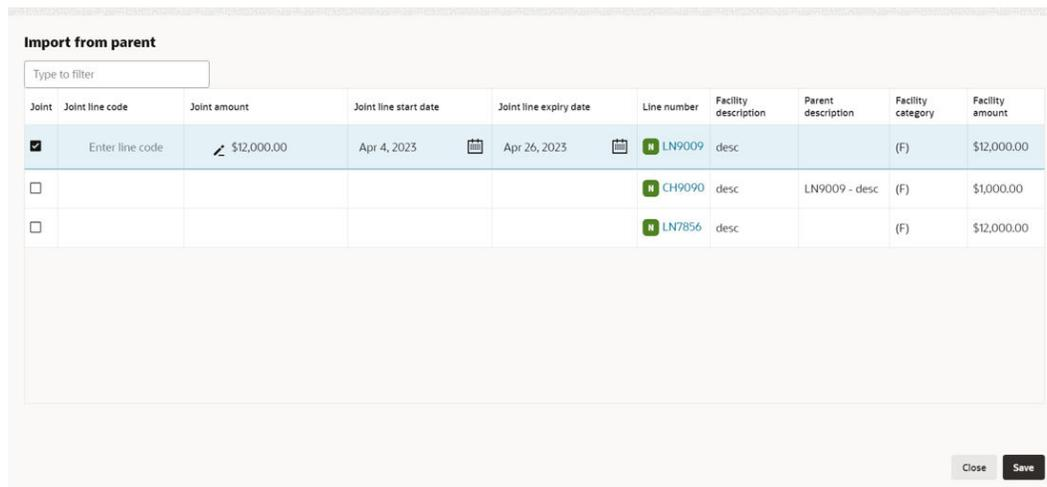 Import from parent
Type to filter
Joint Joint line code Joint amount Joint line start date Joint line expiry date Line number Facility description Parent description Facility category Facility amount
Enter line code $12,000.00 Apr 4, 2023 Apr 26, 2023 N LN9009 desc (F) $12,000.00
N CH9090 desc LN9009 - desc (F) $1,000.00
N LN7856 desc (F) $12,000.00
Close Save